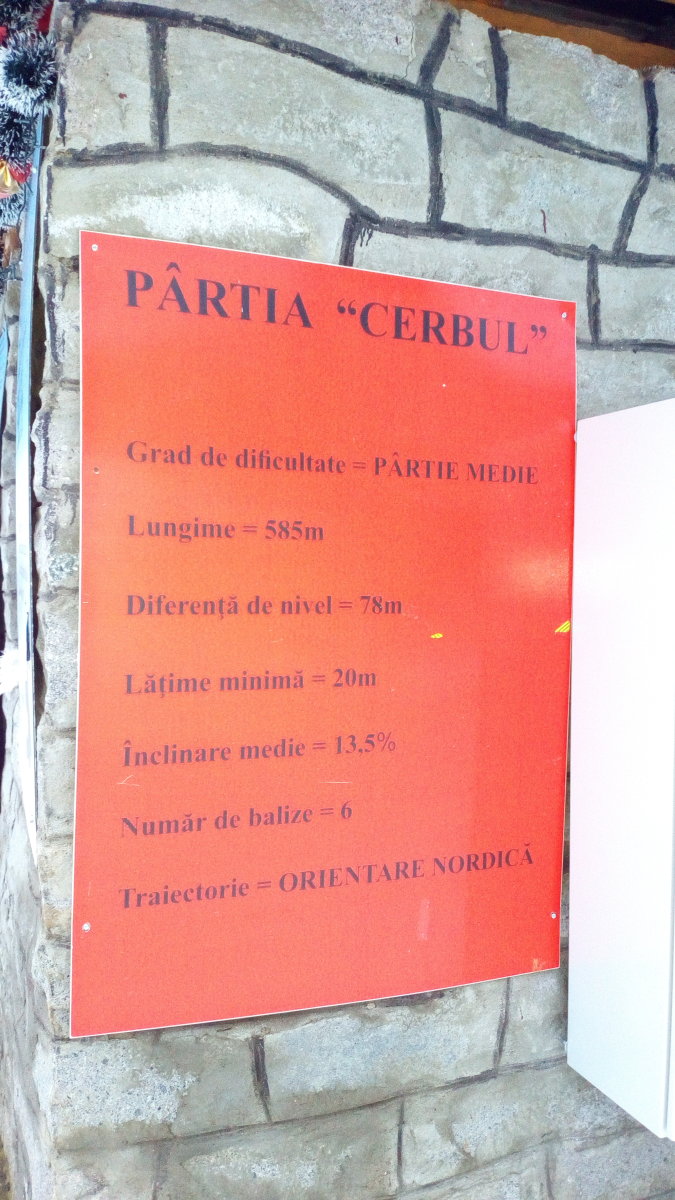 PÂRTIA “CERBUL”
Grad de dificultate = PÂRTIE MEDIE
Lungime = 585m
Diferenţă de nivel = 78m
Lăţime minimă = 20m
Înclinare medie = 13,5%
Număr de balize = 6
Traiectorie = ORIENTARE NORDICĂ